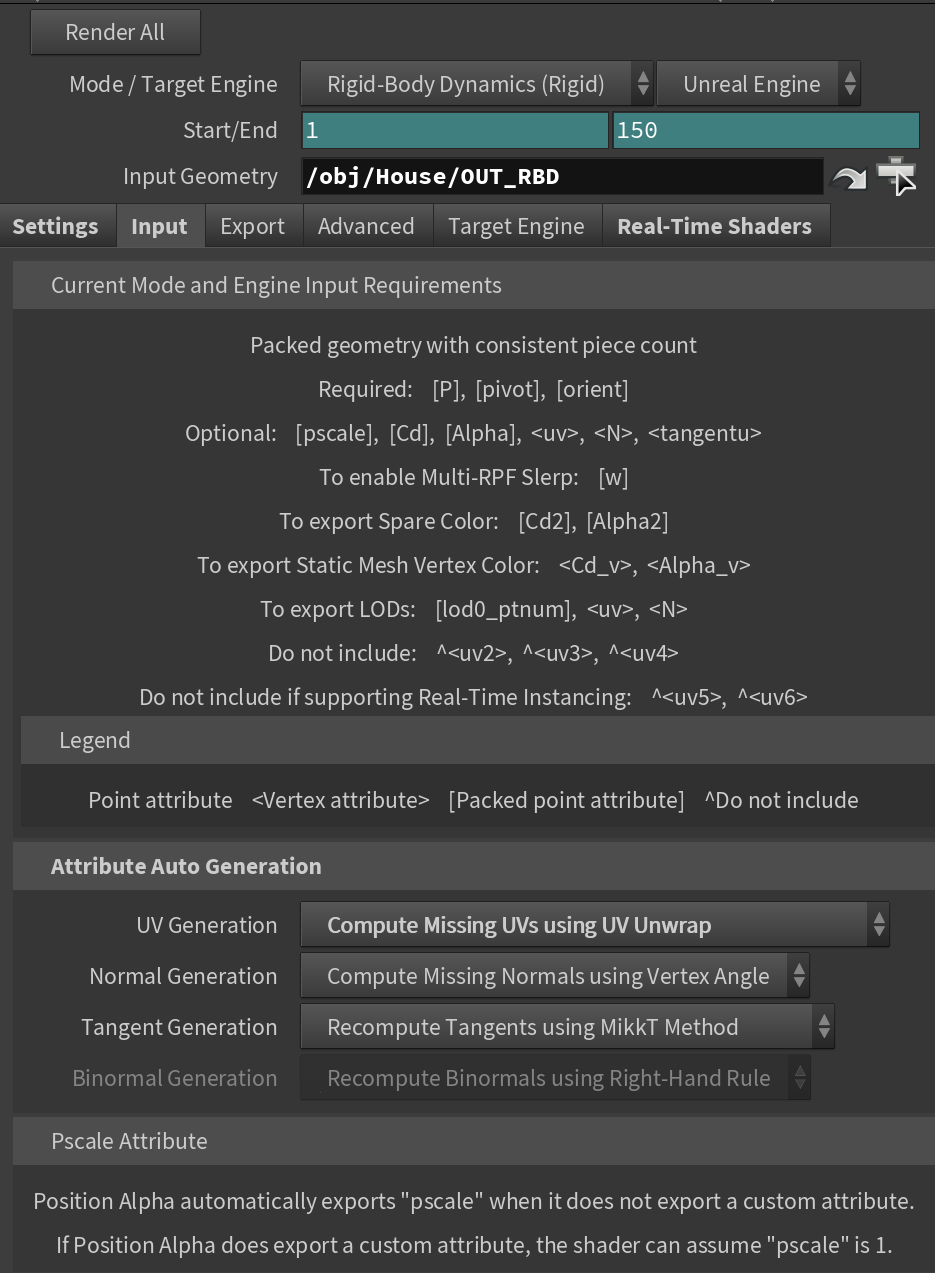 Render All
Mode / Target Engine Rigid-Body Dynamics (Rigid) Unreal Engine
Start/End 1 150
Input Geometry /obj/House/OUT_RBD
Settings Input Export Advanced Target Engine Real-Time Shaders
Current Mode and Engine Input Requirements
Packed geometry with consistent piece count
Required: [P], [pivot], [orient]
Optional: [pscale], [Cd], [Alpha], <uv>, <N>, <tangentu>
To enable Multi-RPF Slerp: [w]
To export Spare Color: [Cd2], [Alpha2]
To export Static Mesh Vertex Color: <Cd_v>, <Alpha_v>
To export LODs: [lod0_ptnum], <uv>, <N>
Do not include: ^<uv2>, ^<uv3>, ^<uv4>
Do not include if supporting Real-Time Instancing: ^<uv5>, ^<uv6>
Legend
Point attribute <Vertex attribute> [Packed point attribute] ^Do not include
Attribute Auto Generation
UV Generation Compute Missing UVs using UV Unwrap
Normal Generation Compute Missing Normals using Vertex Angle
Tangent Generation Recompute Tangents using MikkT Method
Binormal Generation Recompute Binormals using Right-Hand Rule
Pscale Attribute
Position Alpha automatically exports "pscale" when it does not export a custom attribute.
If Position Alpha does export a custom attribute, the shader can assume "pscale" is 1.